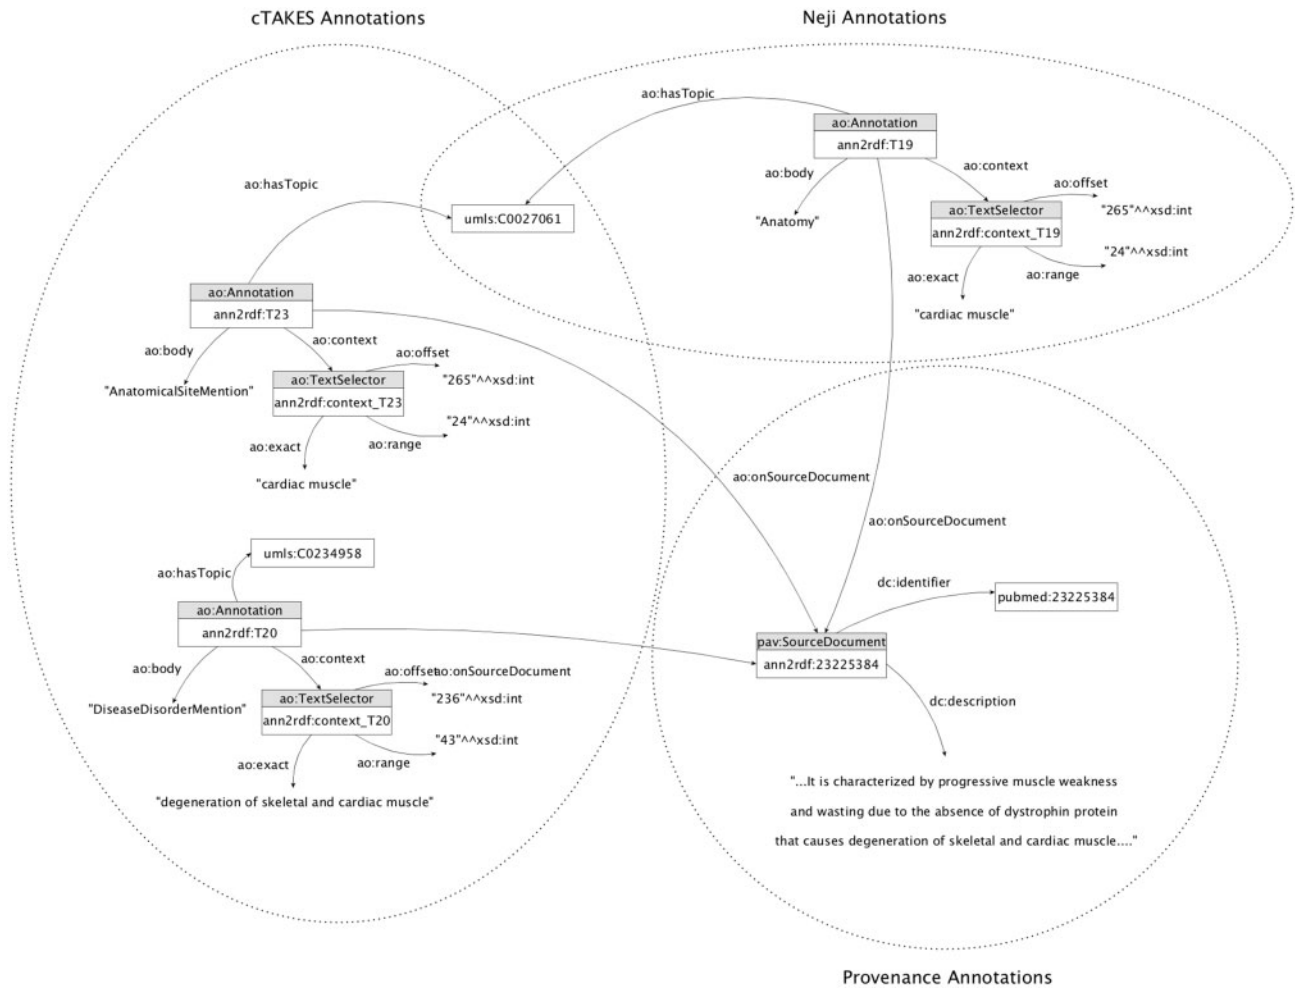 cTAKES Annotations
Neji Annotations
ao:hasTopic
ao:Annotation
ann2rdf:T19
ao:body
ao:context
ao:offset
"Anatomy"
ao:TextSelector
ann2rdf:context_T19
"265"^^xsd:int
ao:exact
ao:range
"24"^^xsd:int
"cardiac muscle"
ao:hasTopic
umls:C0027061
ao:Annotation
ann2rdf:T23
ao:body
ao:context
ao:offset
"AnatomicalSiteMention"
ao:TextSelector
ann2rdf:context_T23
"265"^^xsd:int
ao:exact
ao:range
"24"^^xsd:int
"cardiac muscle"
ao:onSourceDocument
ao:onSourceDocument
umls:C0234958
ao:hasTopic
ao:Annotation
ann2rdf:T20
ao:body
ao:context
ao:offset
ao:onSourceDocument
"DiseaseDisorderMention"
ao:TextSelector
ann2rdf:context_T20
"236"^^xsd:int
ao:exact
ao:range
"43"^^xsd:int
"degeneration of skeletal and cardiac muscle"
dc:identifier
pubmed:23225384
pav:SourceDocument
ann2rdf:23225384
dc:description
"...It is characterized by progressive muscle weakness
and wasting due to the absence of dystrophin protein
that causes degeneration of skeletal and cardiac muscle...."
Provenance Annotations